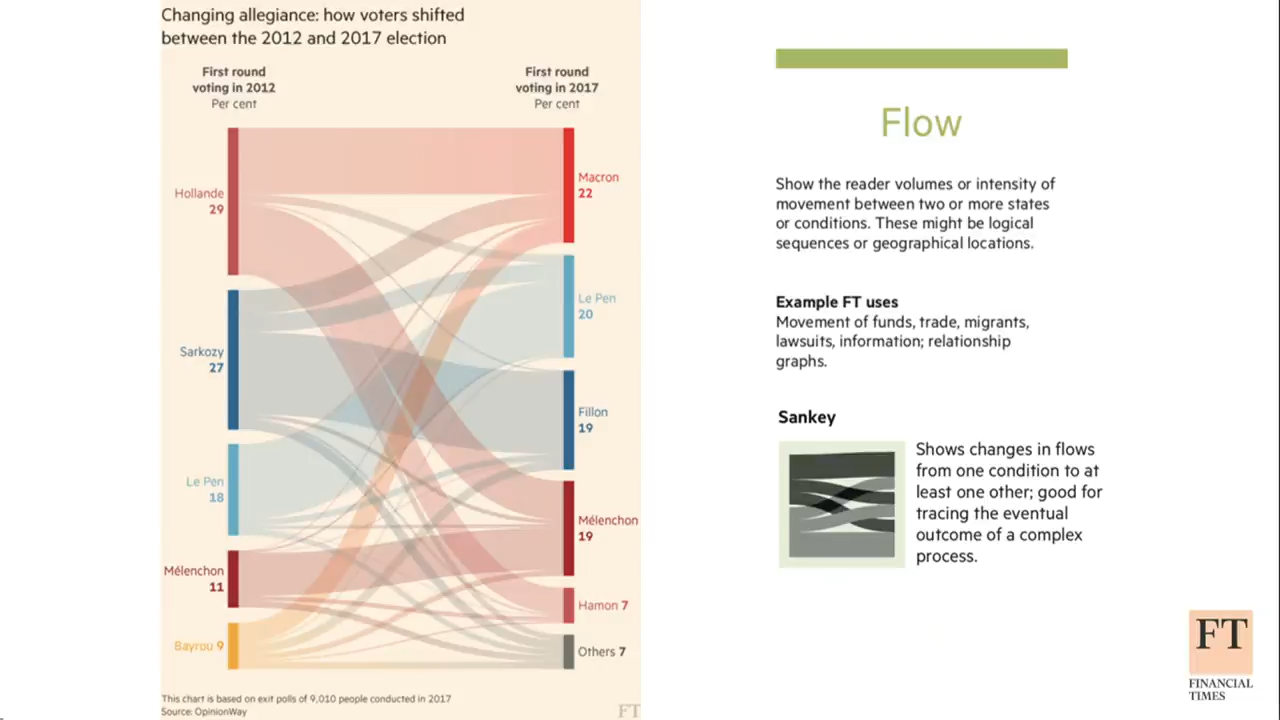 Changing allegiance: how voters shifted
between the 2012 and 2017 election
First round
voting in 2012
Per cent
First round
voting in 2017
Per cent
Hollande
29
Sarkozy
27
Le Pen
18
Mélenchon
11
Bayrou 9
Macron
22
Le Pen
20
Fillon
19
Mélenchon
19
Hamon 7
Others 7
This chart is based on exit polls of 9,010 people conducted in 2017
Source: OpinionWay
FT
Flow
Show the reader volumes or intensity of
movement between two or more states
or conditions. These might be logical
sequences or geographical locations.
Example FT uses
Movement of funds, trade, migrants,
lawsuits, information; relationship
graphs.
Sankey
Shows changes in flows
from one condition to at
least one other; good for
tracing the eventual
outcome of a complex
process.
FT
FINANCIAL
TIMES